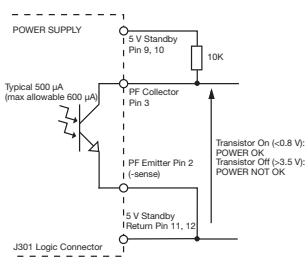 POWER SUPPLY
5 V Standby
Pin 9, 10
10K
Typical 500 µA
(max allowable 600 µA)
PF Collector
Pin 3
Transistor On (<0.8 V):
POWER OK
Transistor Off (>3.5 V):
POWER NOT OK
PF Emitter Pin 2
(-sense)
5 V Standby
Return Pin 11, 12
J301 Logic Connector